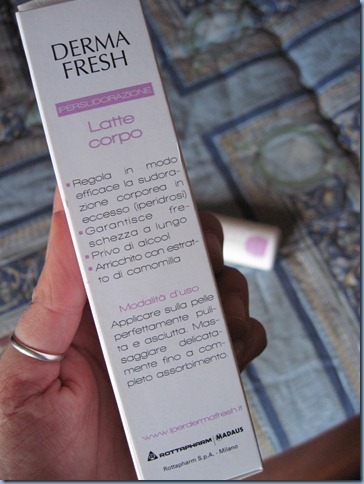 DERMA
FRESH
IPERSUDORAZIONE
Latte
corpo
Regola in modo
efficace la sudora-
zione corporea in
eccesso (iperidrosi)
Garantisce fre-
schezza a lungo
Privo di alcool
Arricchito con estrat-
to di camomilla
Modalità d'uso
Applicare sulla pelle
perfettamente puli-
ta e asciutta. Mas-
saggiare delicata-
mente fino a com-
pleto assorbimento.
www.iperdermafresh.it
ROTTAPHARM | MADAUS
Rottapharm S.p.A. - Milano